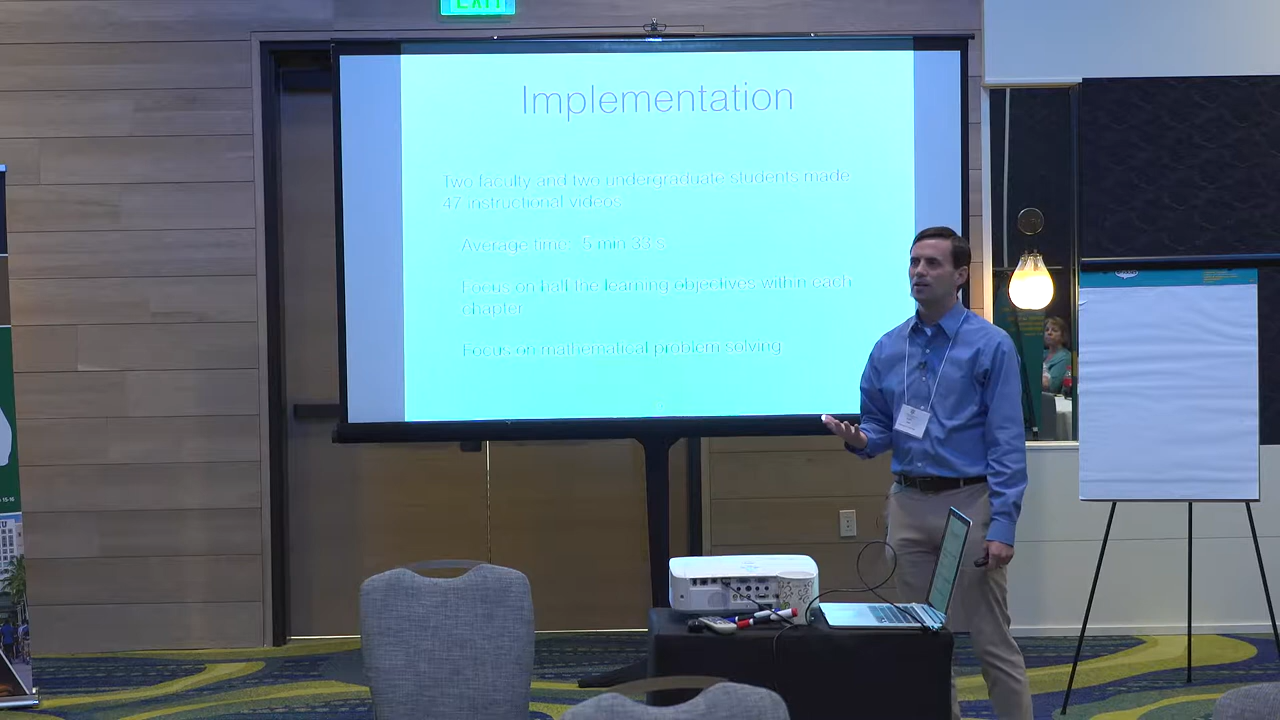 EXIT
Implementation
Two faculty and two undergraduate students made
47 instructional videos
Average time: 5 min 33 s
Focus on half the learning objectives within each
chapter
Focus on mathematical problem solving